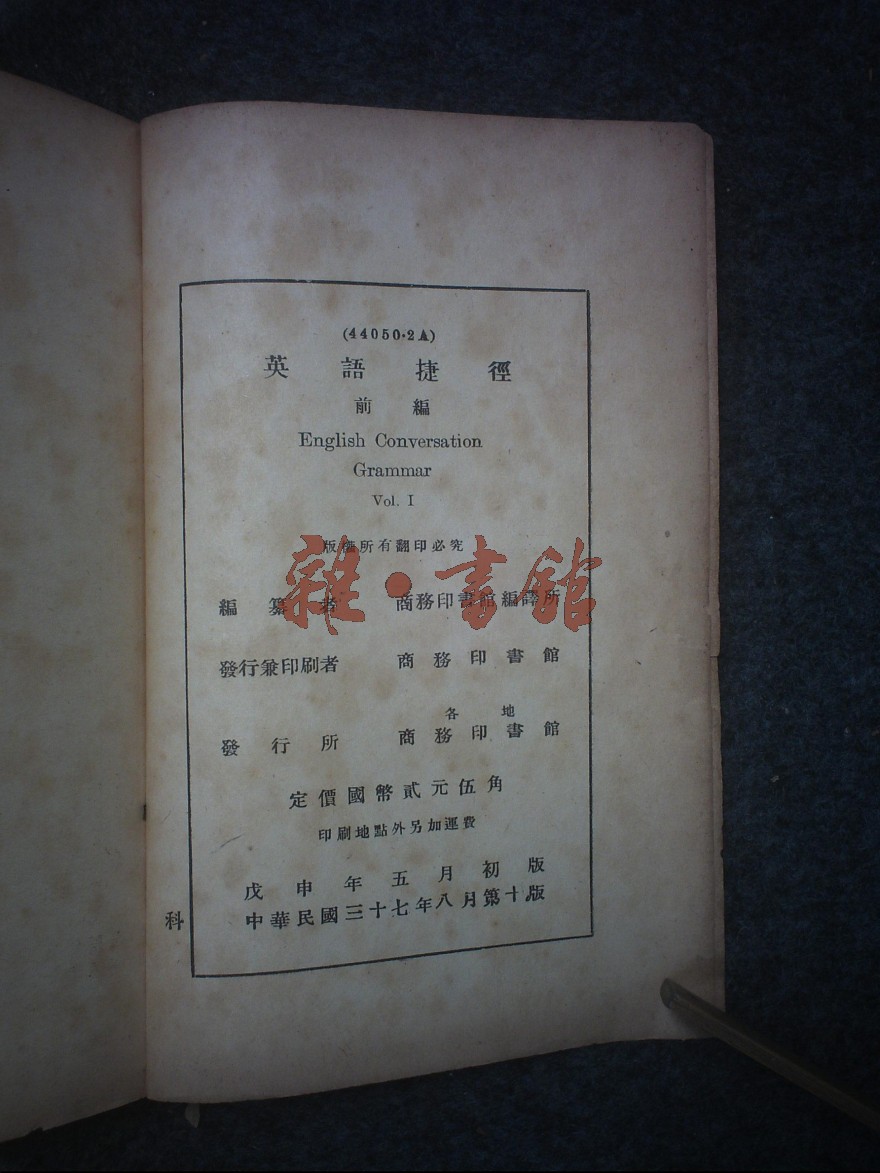 (44050·2A)
英語捷徑
前編
English Conversation
Grammar
Vol. I
版權所有翻印必究
編纂者 商務印書館編譯所
發行兼印刷者 商務印書館
各地
發行所 商務印書館
定價國幣貳元伍角
印刷地點外另加運費
戊申年五月初版
中華民國三十七年八月第十版
科
雜·書館